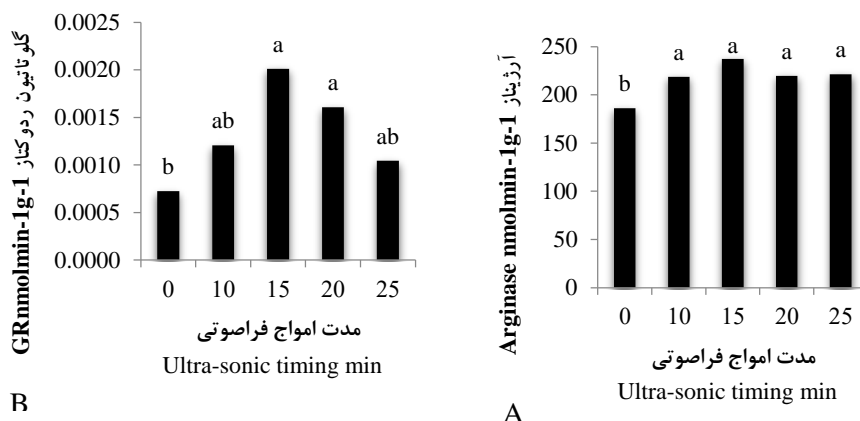 گلوتاتیون ردوکتاز
GRnmolmin-1g-1
0.0025
0.0020
0.0015
0.0010
0.0005
0.0000
b
ab
a
a
ab
0 10 15 20 25
مدت امواج فراصوتی
Ultra-sonic timing min
B
آرژیناز
Arginase nmolmin-1g-1
250
200
150
100
50
0
b
a
a
a
a
0 10 15 20 25
مدت امواج فراصوتی
Ultra-sonic timing min
A